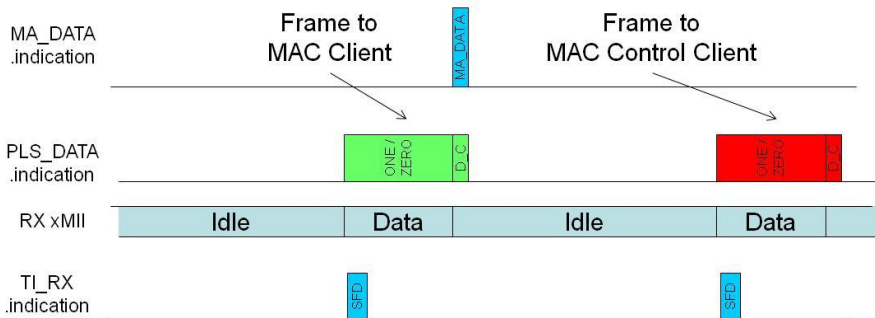 MA_DATA
.indication
Frame to
MAC Client
MA_DATA
Frame to
MAC Control Client
PLS_DATA
.indication
ONE /
ZERO
D_C
ONE /
ZERO
D_C
RX xMII
Idle
Data
Idle
Data
TI_RX
.indication
SFD
SFD